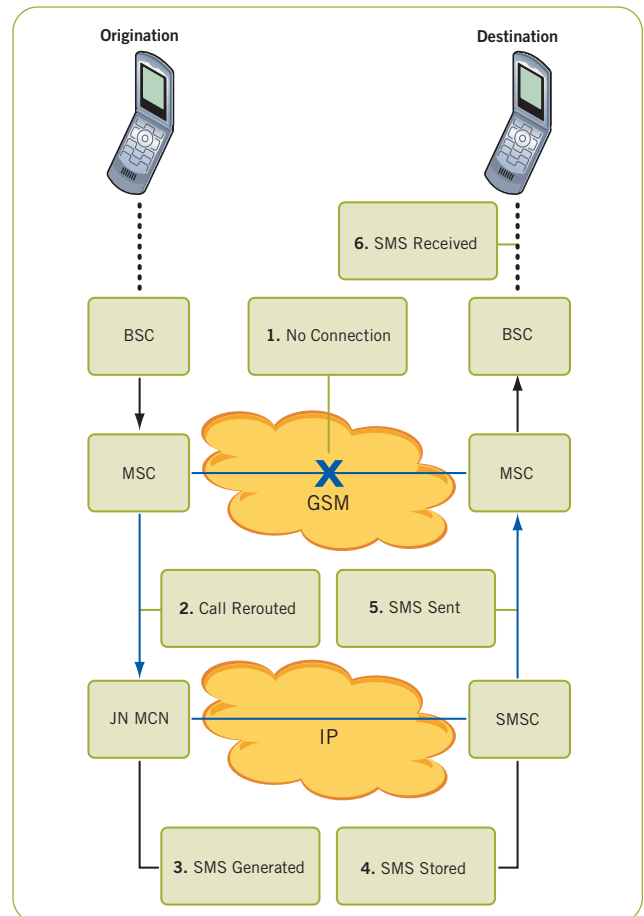 Origination
Destination
6. SMS Received
BSC
1. No Connection
BSC
MSC
GSM
MSC
2. Call Rerouted
5. SMS Sent
JN MCN
IP
SMSC
3. SMS Generated
4. SMS Stored